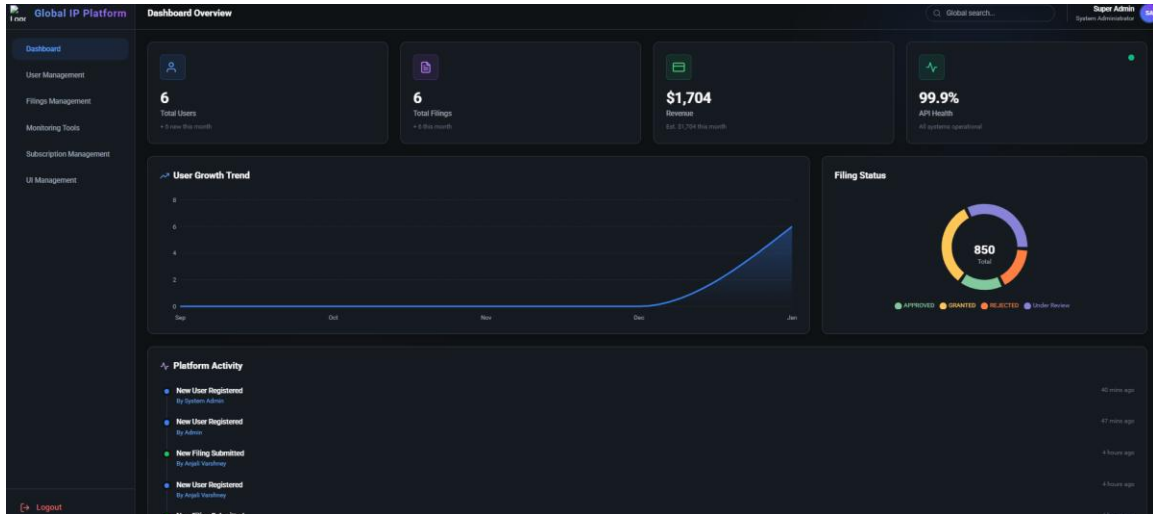 Global IP Platform
Dashboard Overview
Global search...
Super Admin
System Administrator
SA
Dashboard
User Management
Filings Management
Monitoring Tools
Subscription Management
UI Management
Logout
6
Total Users
6
Total Filings
+ 6 this month
$1,704
Revenue
Est. $1,704 this month
99.9%
API Health
All systems operational
User Growth Trend
8
6
4
2
0
Sep
Oct
Nov
Dec
Jan
Filing Status
850
Total
APPROVED
GRANTED
REJECTED
Under Review
Platform Activity
New User Registered
40 mins ago
By System Admin
New User Registered
47 mins ago
By Admin
New Filing Submitted
4 hours ago
By Anjali Varshney
New User Registered
4 hours ago
By Anjali Varshney